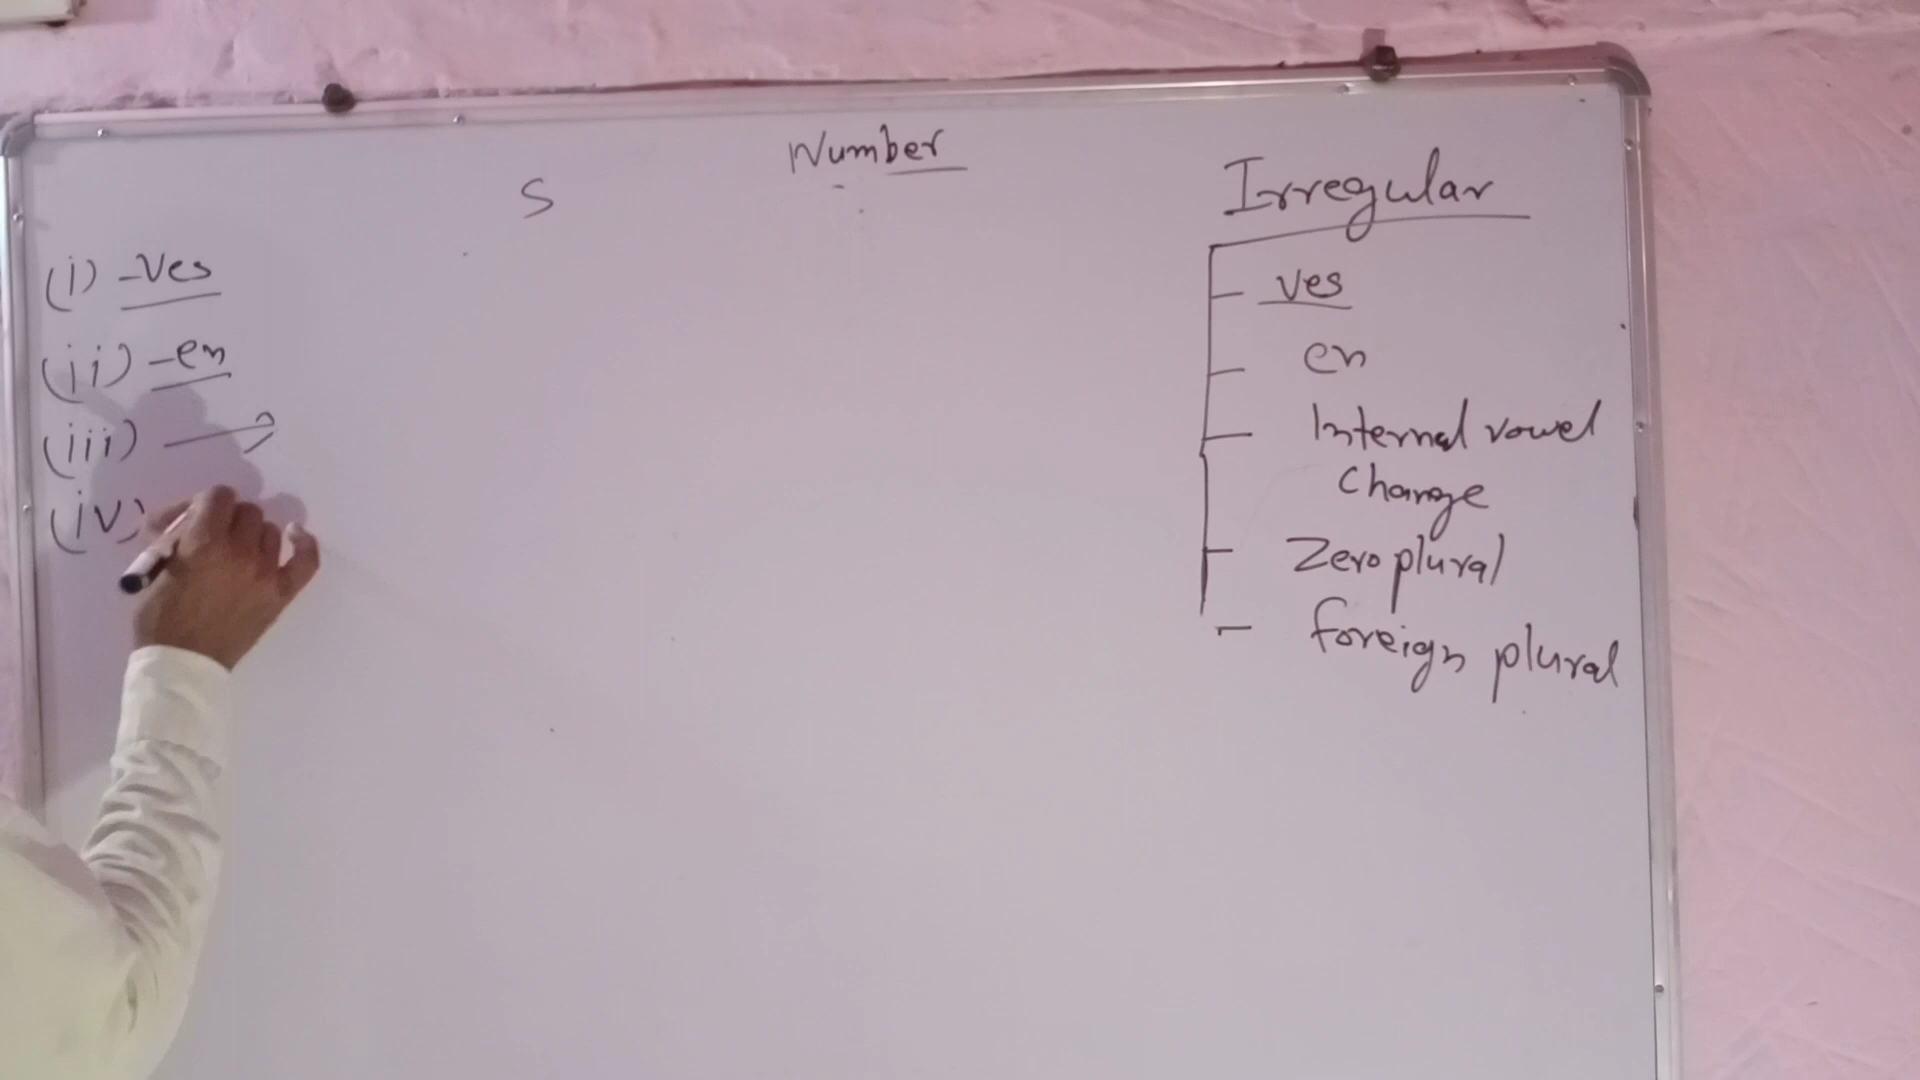 Number
S
(i) -ves
(ii) -en
(iii) →
(iv)
Irregular
ves
en
Internal vowel
Change
Zero plural
foreign plural